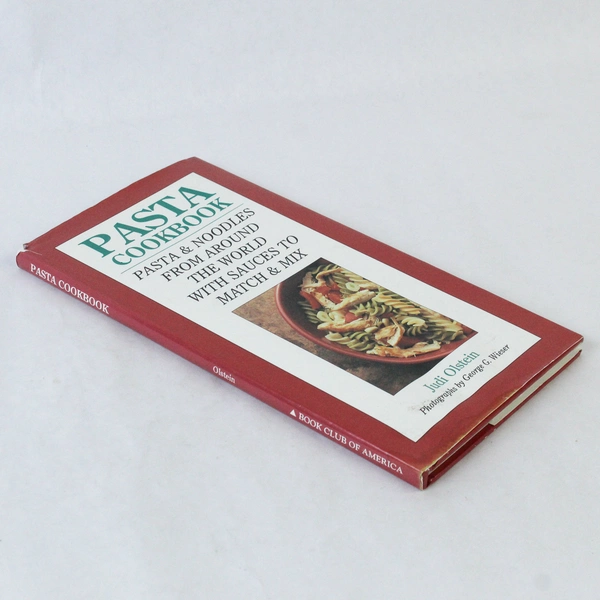 PASTA
COOKBOOK
PASTA & NOODLES
FROM AROUND
THE WORLD
WITH SAUCES TO
MATCH & MIX
Judi Olstein
Photographs by George G. Wieser
PASTA COOKBOOK
Olstein
▲ BOOK CLUB OF AMERICA